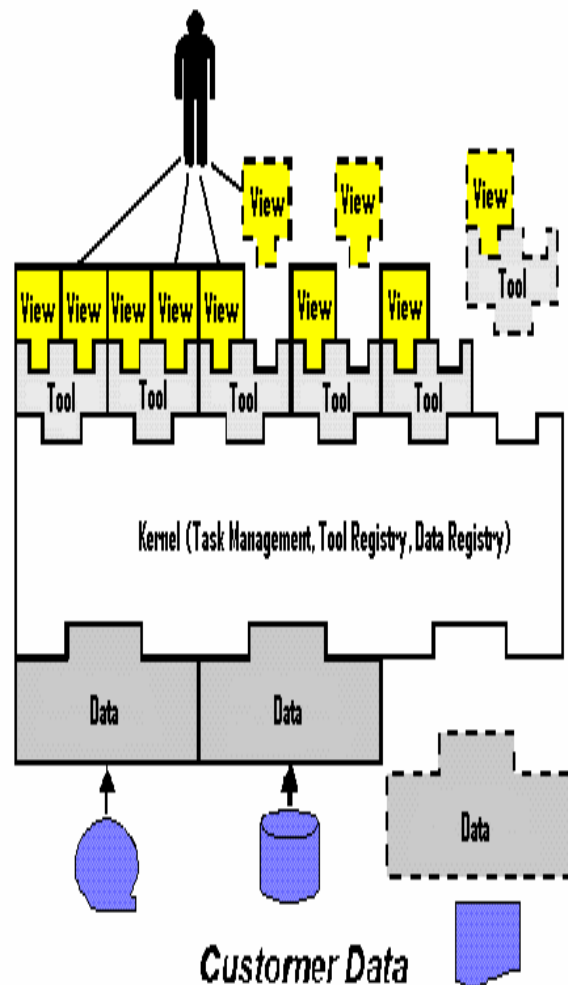 View
View
View
View View View View View View View
Tool
Tool Tool Tool Tool Tool
Kernel (Task Management, Tool Registry, Data Registry)
Data Data
Data
Customer Data